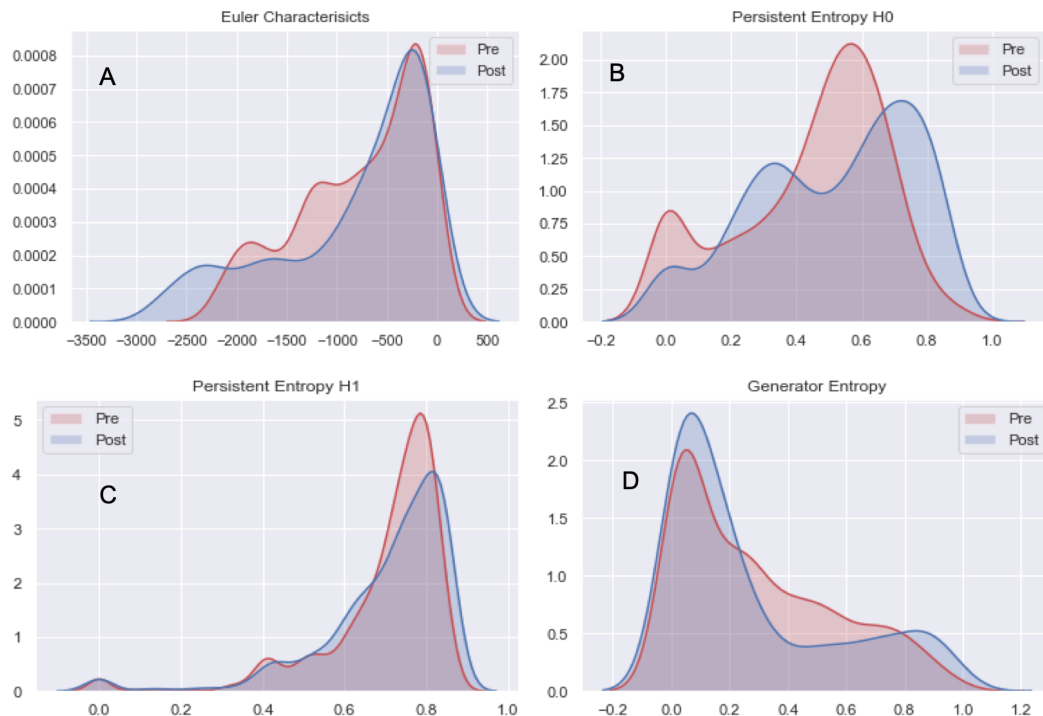 Euler Characterisicts
A
Pre
Post
0.0008
0.0007
0.0006
0.0005
0.0004
0.0003
0.0002
0.0001
0.0000
−3500 −3000 −2500 −2000 −1500 −1000 −500 0 500
Persistent Entropy H0
B
Pre
Post
2.00
1.75
1.50
1.25
1.00
0.75
0.50
0.25
0.00
−0.2 0.0 0.2 0.4 0.6 0.8 1.0
Persistent Entropy H1
Pre
Post
C
5
4
3
2
1
0
0.0 0.2 0.4 0.6 0.8 1.0
Generator Entropy
Pre
Post
D
2.5
2.0
1.5
1.0
0.5
0.0
−0.2 0.0 0.2 0.4 0.6 0.8 1.0 1.2